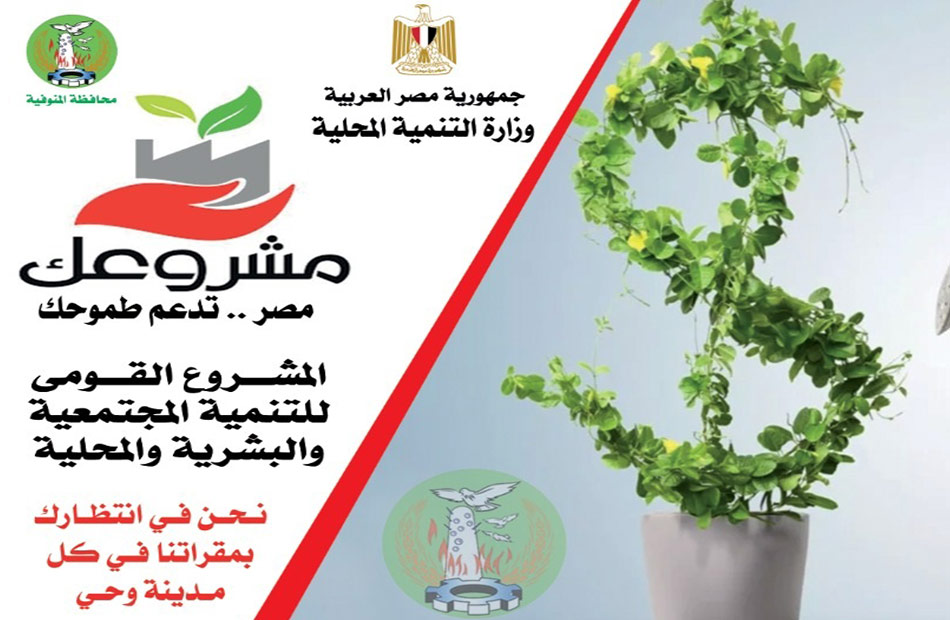 محافظة المنوفية
جمهورية مصر العربية
وزارة التنمية المحلية
مشروعك
مصر .. تدعم طموحك
المشروع القومى
للتنمية المجتمعية
والبشرية والمحلية
نحن في انتظارك
بمقراتنا في كل
مدينة وحي